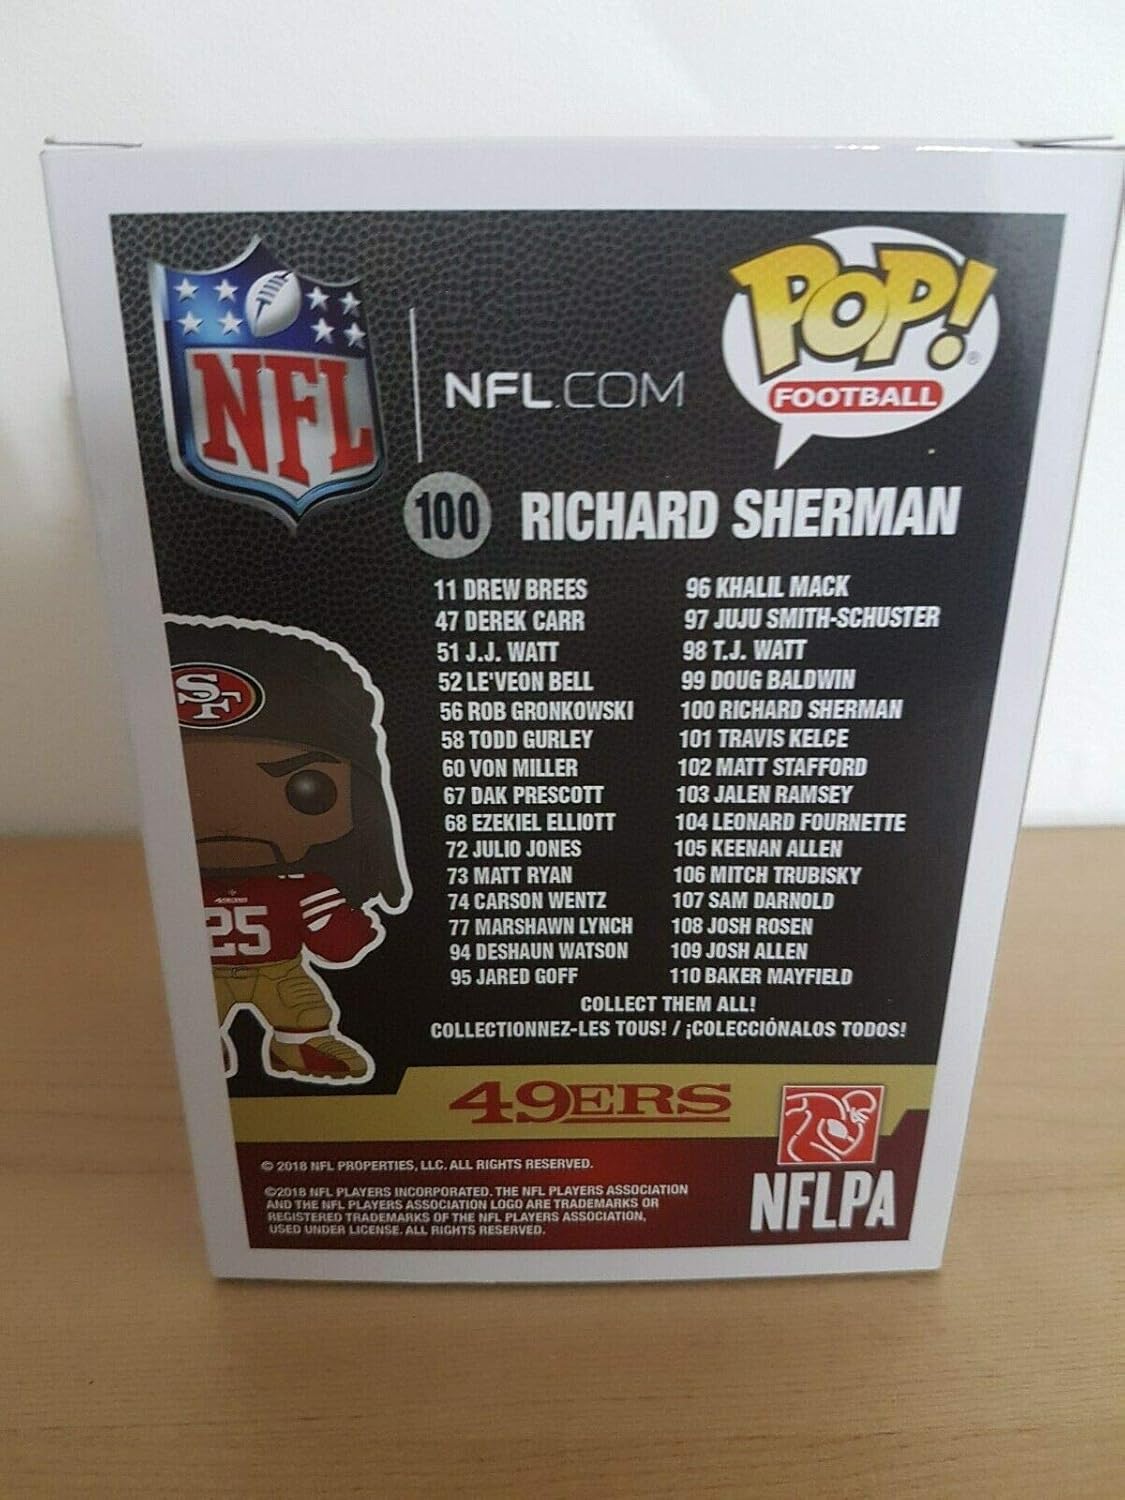 NFL
NFL.COM
POP!®
FOOTBALL
100 RICHARD SHERMAN
11 DREW BREES
47 DEREK CARR
51 J.J. WATT
52 LE'VEON BELL
56 ROB GRONKOWSKI
58 TODD GURLEY
60 VON MILLER
67 DAK PRESCOTT
68 EZEKIEL ELLIOTT
72 JULIO JONES
73 MATT RYAN
74 CARSON WENTZ
77 MARSHAWN LYNCH
94 DESHAUN WATSON
95 JARED GOFF
96 KHALIL MACK
97 JUJU SMITH-SCHUSTER
98 T.J. WATT
99 DOUG BALDWIN
100 RICHARD SHERMAN
101 TRAVIS KELCE
102 MATT STAFFORD
103 JALEN RAMSEY
104 LEONARD FOURNETTE
105 KEENAN ALLEN
106 MITCH TRUBISKY
107 SAM DARNOLD
108 JOSH ROSEN
109 JOSH ALLEN
110 BAKER MAYFIELD
COLLECT THEM ALL!
COLLECTIONNEZ-LES TOUS! / ¡COLECCIÓNALOS TODOS!
SF
49ERS
25
49ERS
© 2018 NFL PROPERTIES, LLC. ALL RIGHTS RESERVED.
©2018 NFL PLAYERS INCORPORATED. THE NFL PLAYERS ASSOCIATION
AND THE NFL PLAYERS ASSOCIATION LOGO ARE TRADEMARKS OR
REGISTERED TRADEMARKS OF THE NFL PLAYERS ASSOCIATION,
USED UNDER LICENSE. ALL RIGHTS RESERVED.
NFLPA